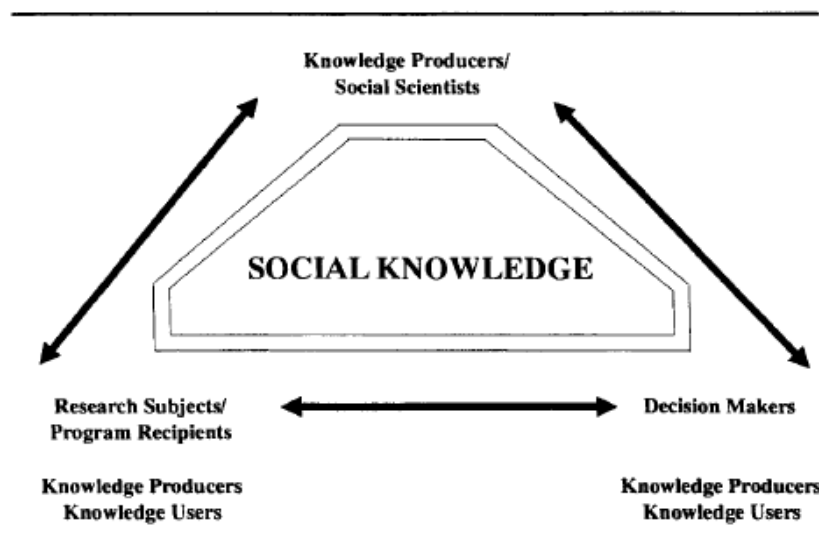 Knowledge Producers/
Social Scientists
SOCIAL KNOWLEDGE
Research Subjects/
Program Recipients
Decision Makers
Knowledge Producers
Knowledge Users
Knowledge Producers
Knowledge Users